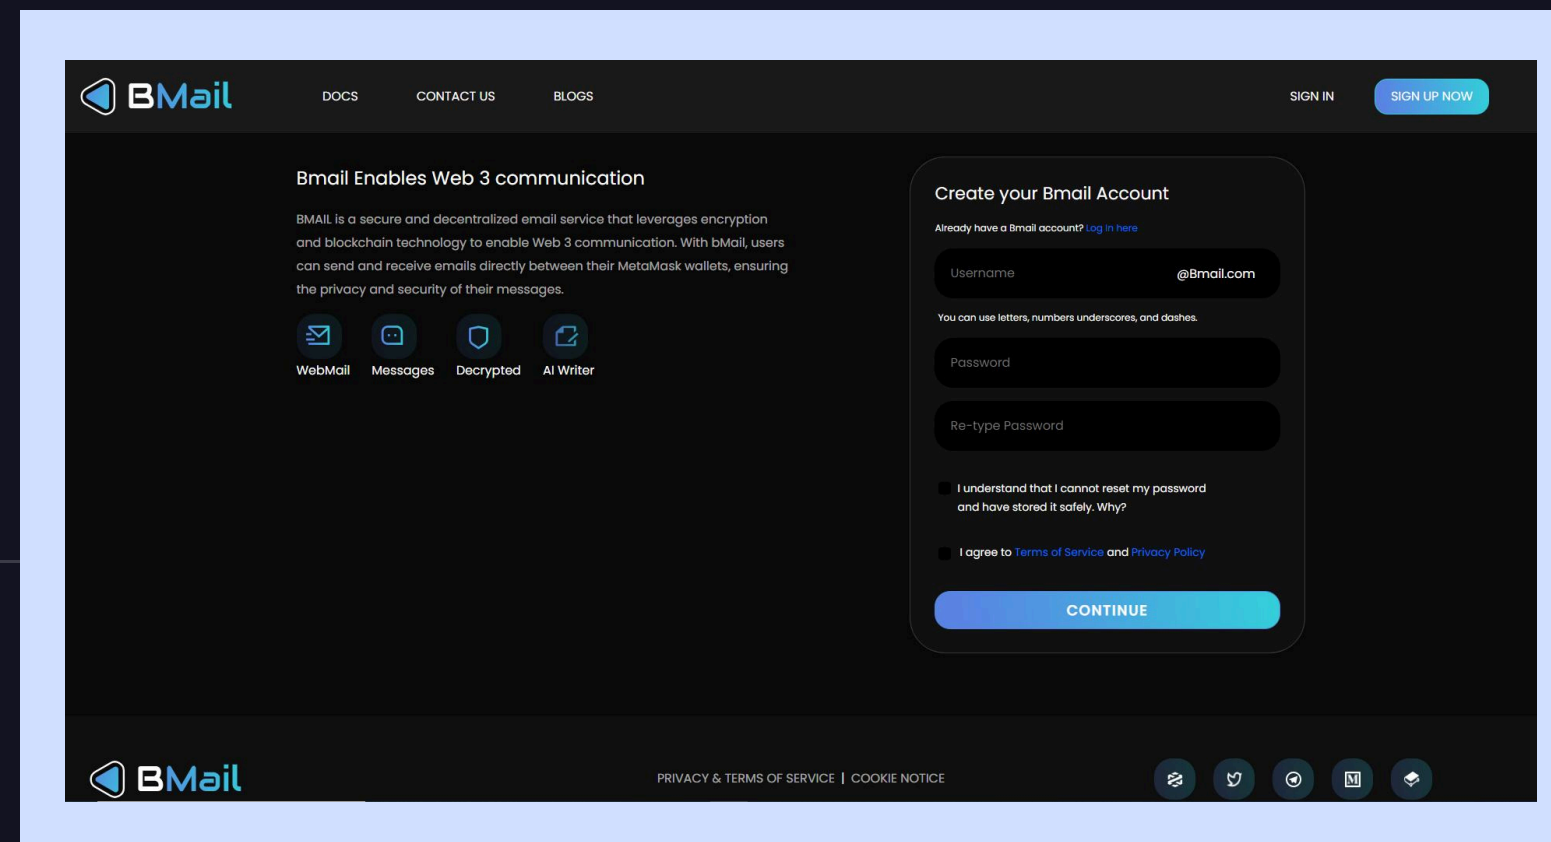 BMail
DOCS
CONTACT US
BLOGS
SIGN IN
SIGN UP NOW
Bmail Enables Web 3 communication
BMAIL is a secure and decentralized email service that leverages encryption
and blockchain technology to enable Web 3 communication. With bMail, users
can send and receive emails directly between their MetaMask wallets, ensuring
the privacy and security of their messages.
WebMail
Messages
Decrypted
AI Writer
Create your Bmail Account
Already have a Bmail account? Log In here
Username
@Bmail.com
You can use letters, numbers underscores, and dashes.
Password
Re-type Password
I understand that I cannot reset my password
and have stored it safely. Why?
I agree to Terms of Service and Privacy Policy
CONTINUE
BMail
PRIVACY & TERMS OF SERVICE | COOKIE NOTICE
M